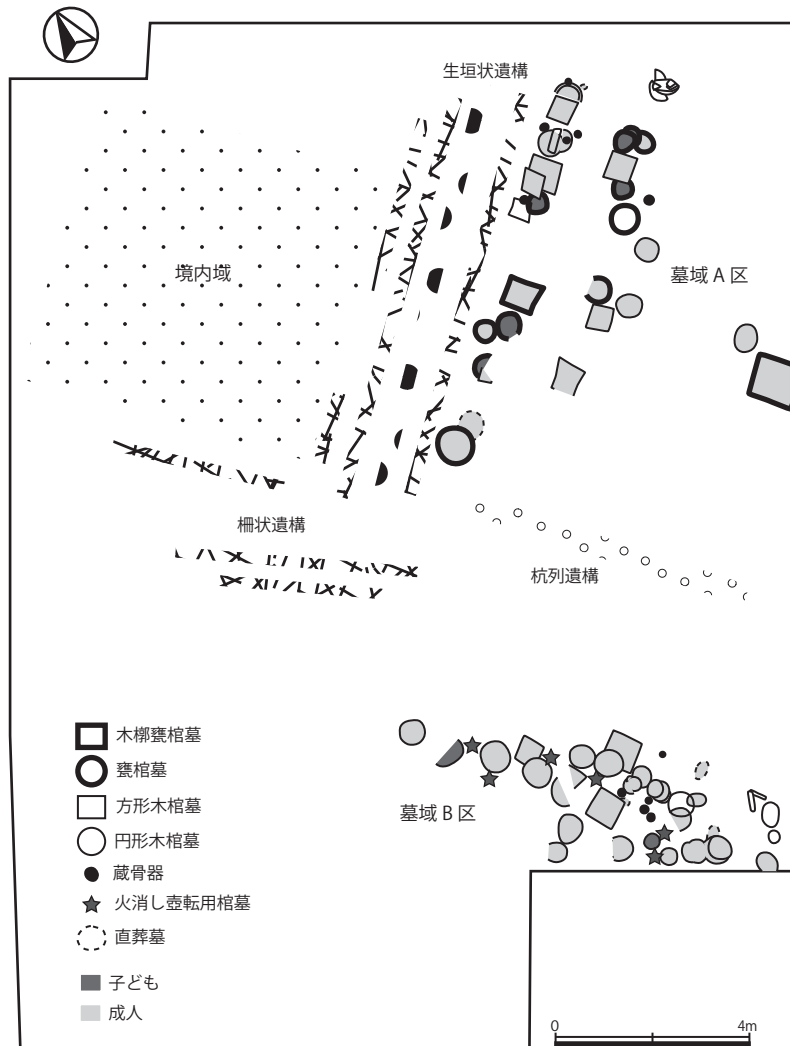 生垣状遺構
境内域
墓域 A 区
柵状遺構
杭列遺構
木槨甕棺墓
甕棺墓
方形木棺墓
円形木棺墓
蔵骨器
火消し壺転用棺墓
直葬墓
子ども
成人
墓域 B 区
0
4m